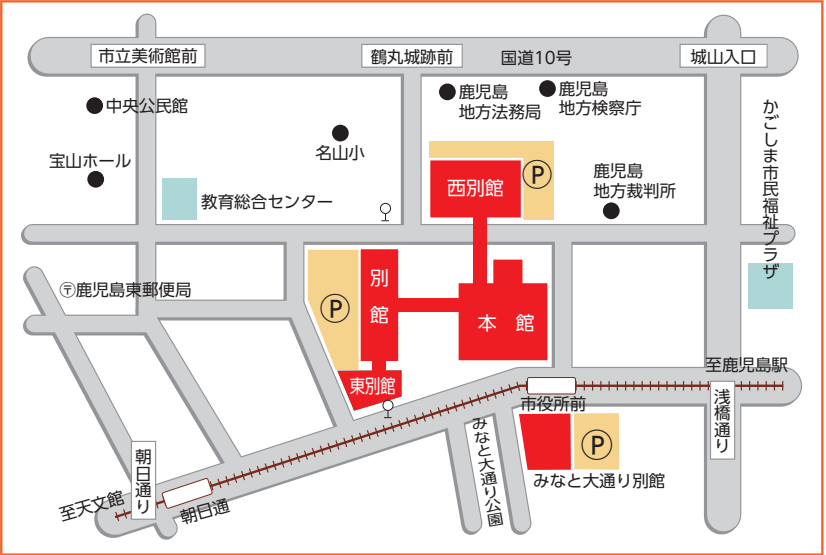 市立美術館前
鶴丸城跡前
国道10号
城山入口
中央公民館
鹿児島
地方法務局
鹿児島
地方検察庁
かごしま市民福祉プラザ
名山小
宝山ホール
P
西別館
鹿児島
地方裁判所
教育総合センター
別館
〒鹿児島東郵便局
P
本館
東別館
至鹿児島駅
市役所前
浅橋通り
みなと大通り公園
P
みなと大通り別館
朝日通り
至天文館
朝日通